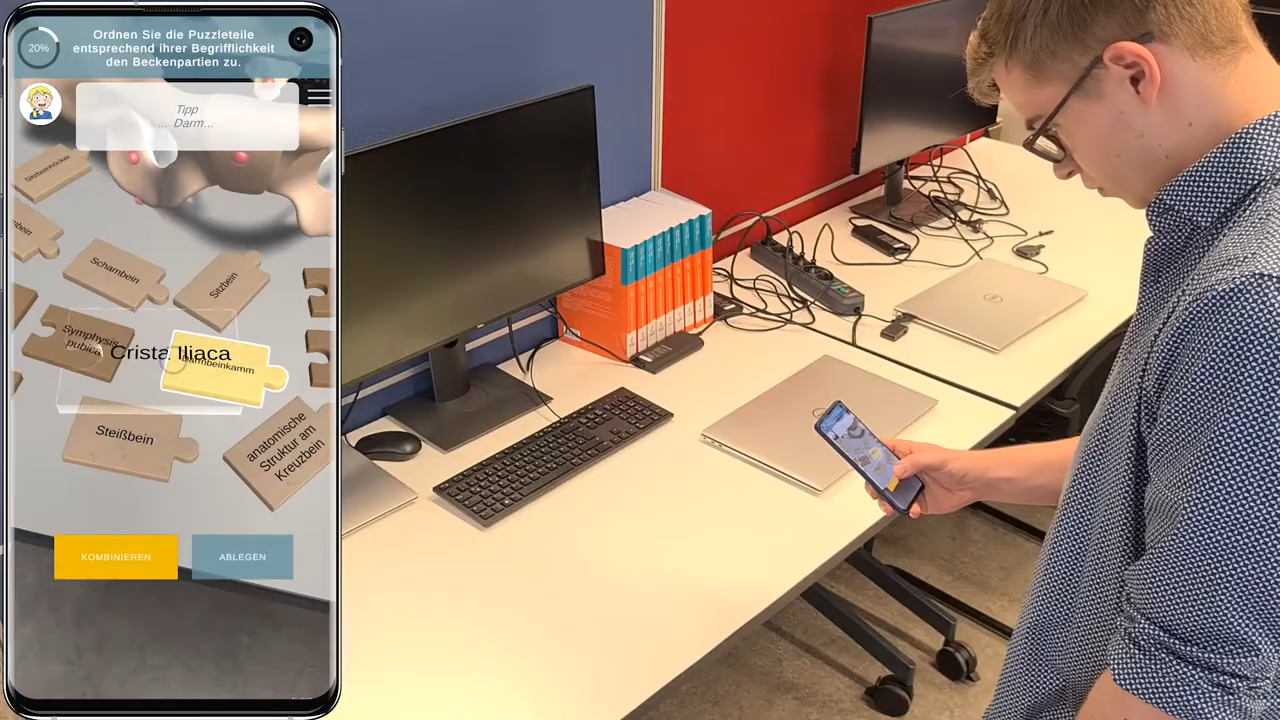 20%
Ordnen Sie die Puzzleteile
entsprechend ihrer Begrifflichkeit
den Beckenpartien zu.
Tipp
... Darm...
Sitzbeinhöcker
Schambein
Sitzbein
Symphysis
pubica
Crista Iliaca
Darmbeinkamm
Steißbein
anatomische
Struktur am
Kreuzbein
KOMBINIEREN
ABLEGEN